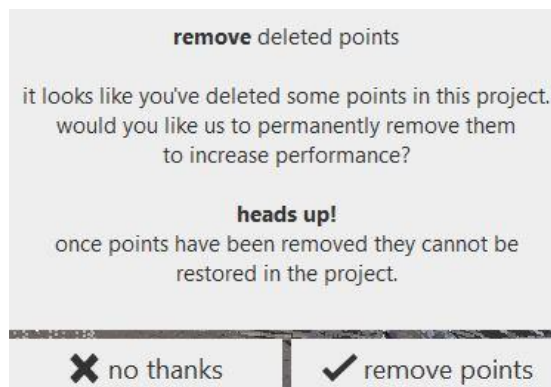 remove deleted points
it looks like you've deleted some points in this project.
would you like us to permanently remove them
to increase performance?
heads up!
once points have been removed they cannot be
restored in the project.
no thanks
remove points